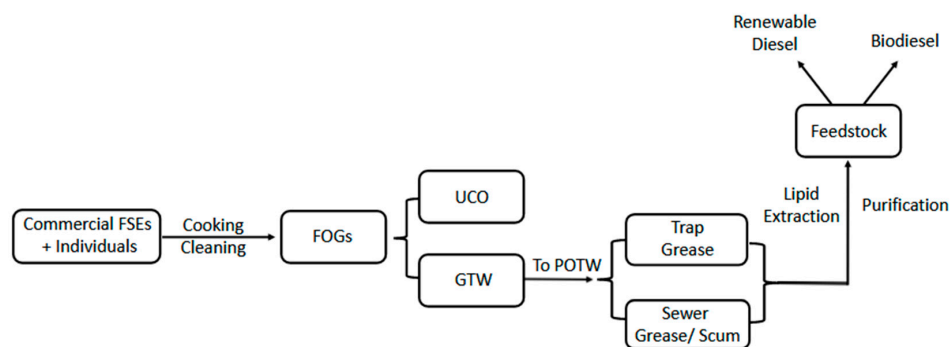 Renewable
Diesel
Biodiesel
Feedstock
Lipid
Extraction
Purification
UCO
Commercial FSEs
+ Individuals
Cooking
Cleaning
FOGs
GTW
To POTW
Trap
Grease
Sewer
Grease/ Scum